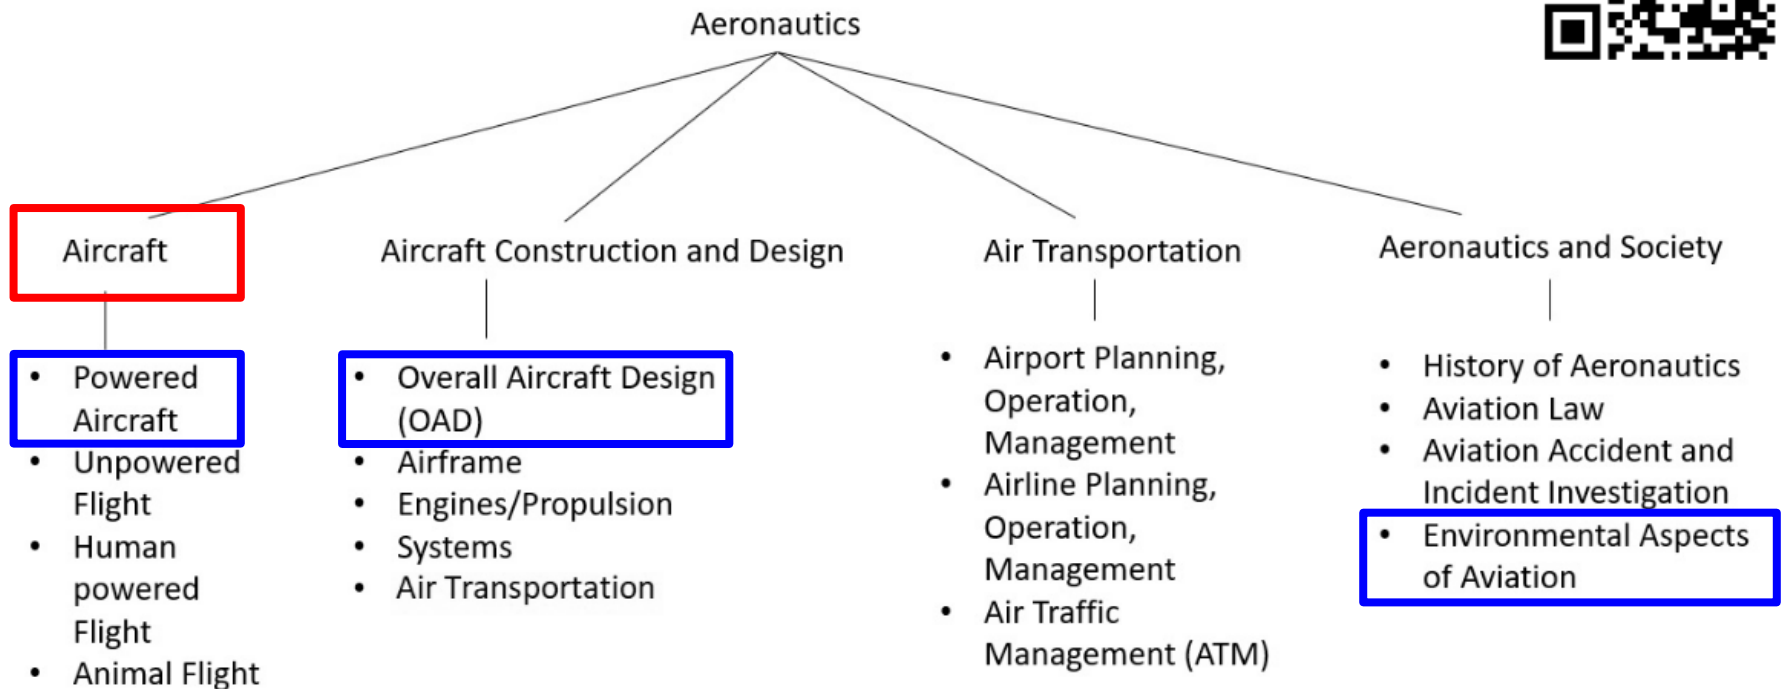 Aeronautics
Aircraft
• Powered
Aircraft
• Unpowered
Flight
• Human
powered
Flight
• Animal Flight
Aircraft Construction and Design
• Overall Aircraft Design
(OAD)
• Airframe
• Engines/Propulsion
• Systems
• Air Transportation
Air Transportation
• Airport Planning,
Operation,
Management
• Airline Planning,
Operation,
Management
• Air Traffic
Management (ATM)
Aeronautics and Society
• History of Aeronautics
• Aviation Law
• Aviation Accident and
Incident Investigation
• Environmental Aspects
of Aviation